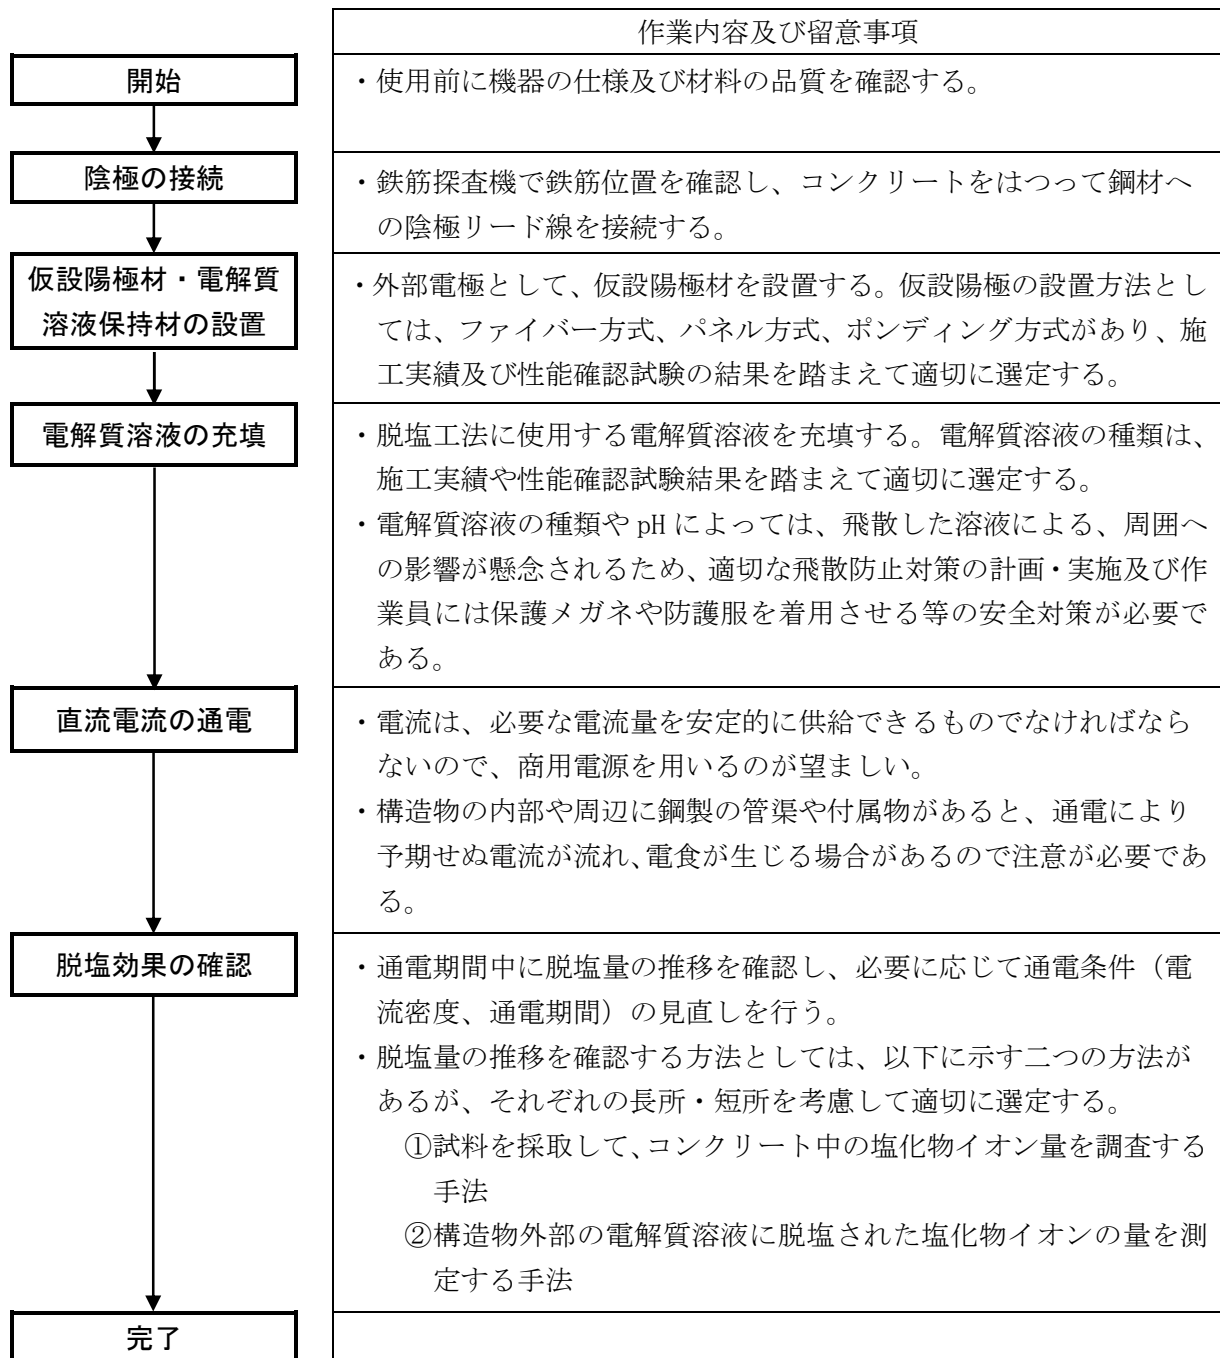 作業内容及び留意事項
開始
・使用前に機器の仕様及び材料の品質を確認する。
陰極の接続
・鉄筋探査機で鉄筋位置を確認し、コンクリートをはつって鋼材へ
の陰極リード線を接続する。
仮設陽極材・電解質
溶液保持材の設置
・外部電極として、仮設陽極材を設置する。仮設陽極の設置方法とし
ては、ファイバー方式、パネル方式、ポンディング方式があり、施
工実績及び性能確認試験の結果を踏まえて適切に選定する。
電解質溶液の充填
・脱塩工法に使用する電解質溶液を充填する。電解質溶液の種類は、
施工実績や性能確認試験結果を踏まえて適切に選定する。
・電解質溶液の種類や pH によっては、飛散した溶液による、周囲へ
の影響が懸念されるため、適切な飛散防止対策の計画・実施及び作
業員には保護メガネや防護服を着用させる等の安全対策が必要で
ある。
直流電流の通電
・電流は、必要な電流量を安定的に供給できるものでなければなら
ないので、商用電源を用いるのが望ましい。
・構造物の内部や周辺に鋼製の管渠や付属物があると、通電により
予期せぬ電流が流れ、電食が生じる場合があるので注意が必要であ
る。
脱塩効果の確認
・通電期間中に脱塩量の推移を確認し、必要に応じて通電条件（電
流密度、通電期間）の見直しを行う。
・脱塩量の推移を確認する方法としては、以下に示す二つの方法が
あるが、それぞれの長所・短所を考慮して適切に選定する。
①試料を採取して、コンクリート中の塩化物イオン量を調査する
手法
②構造物外部の電解質溶液に脱塩された塩化物イオンの量を測
定する手法
完了